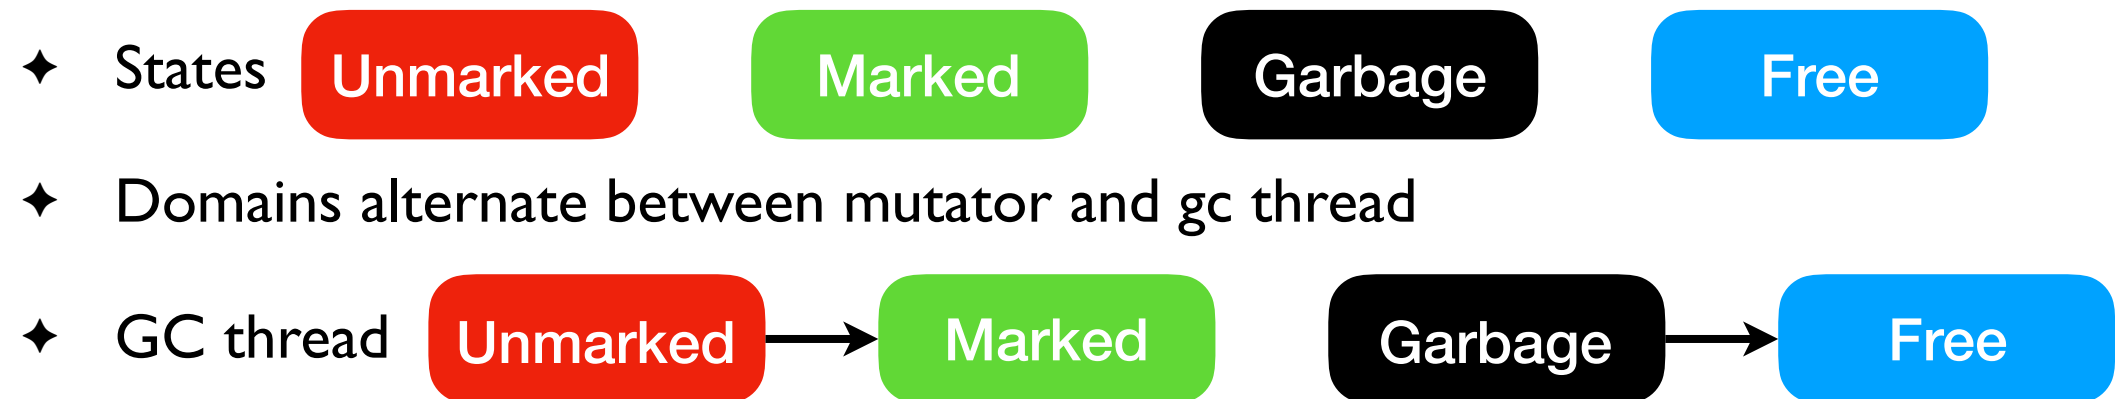 ✦ States Unmarked Marked Garbage Free
✦ Domains alternate between mutator and gc thread
✦ GC thread Unmarked Marked Garbage Free